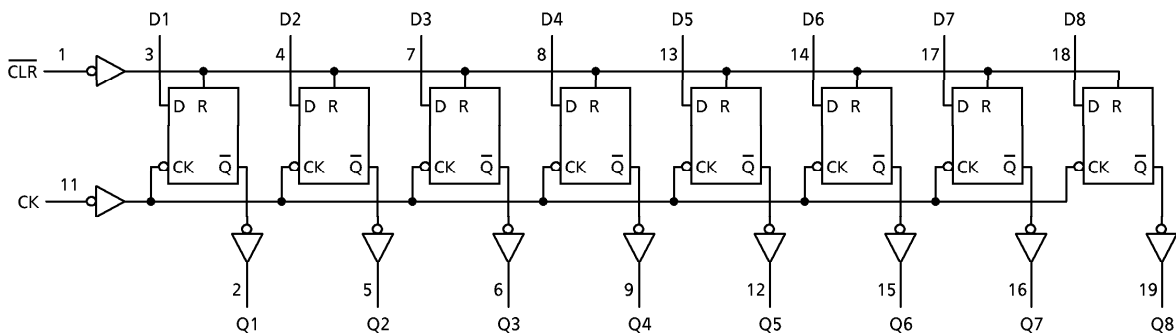 D1 D2 D3 D4 D5 D6 D7 D8
C̅L̅R̅ 1 3 4 7 8 13 14 17 18
D R D R D R D R D R D R D R D R
CK Q̅ CK Q̅ CK Q̅ CK Q̅ CK Q̅ CK Q̅ CK Q̅ CK Q̅
CK 11
2 5 6 9 12 15 16 19
Q1 Q2 Q3 Q4 Q5 Q6 Q7 Q8